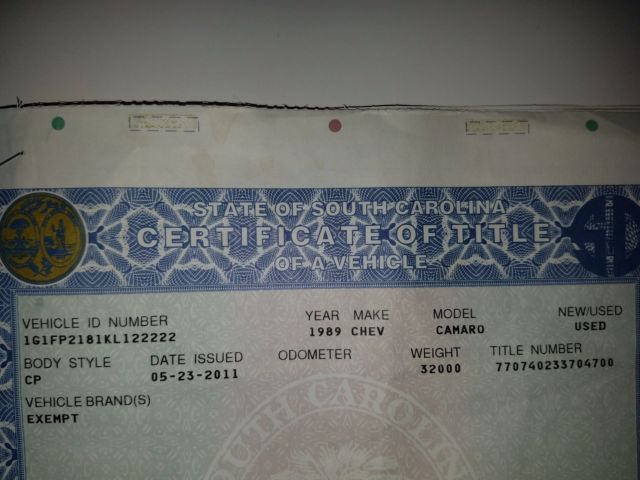 STATE OF SOUTH CAROLINA
CERTIFICATE OF TITLE
OF A VEHICLE
VEHICLE ID NUMBER YEAR MAKE MODEL NEW/USED
1G1FP2181KL122222 1989 CHEV CAMARO USED
BODY STYLE DATE ISSUED ODOMETER WEIGHT TITLE NUMBER
CP 05-23-2011 32000 770740233704700
VEHICLE BRAND(S)
EXEMPT
SOUTH CAROLINA